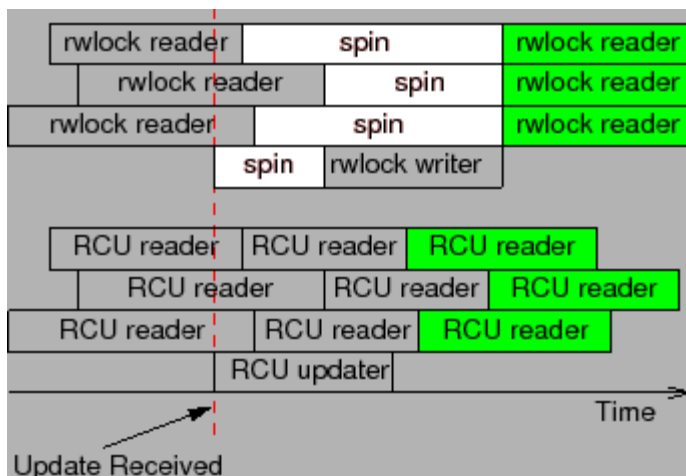 rwlock reader spin rwlock reader
rwlock reader spin rwlock reader
rwlock reader spin rwlock reader
spin rwlock writer
RCU reader RCU reader RCU reader
RCU reader RCU reader RCU reader
RCU reader RCU reader RCU reader
RCU updater
Time
Update Received